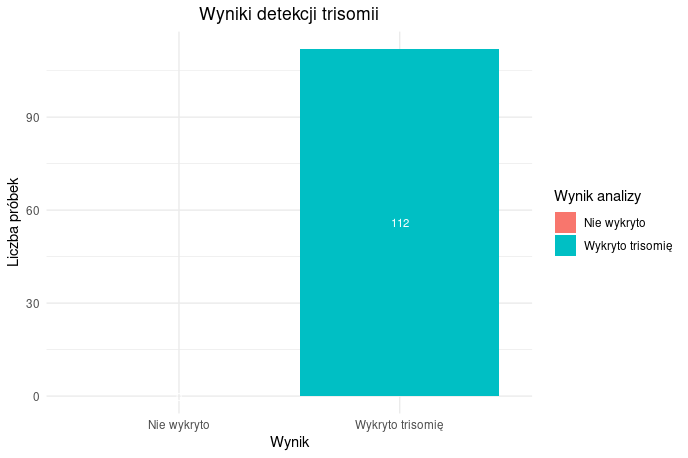 Wyniki detekcji trisomii
Liczba próbek
90
60
30
0
112
Nie wykryto
Wykryto trisomię
Wynik
Wynik analizy
Nie wykryto
Wykryto trisomię